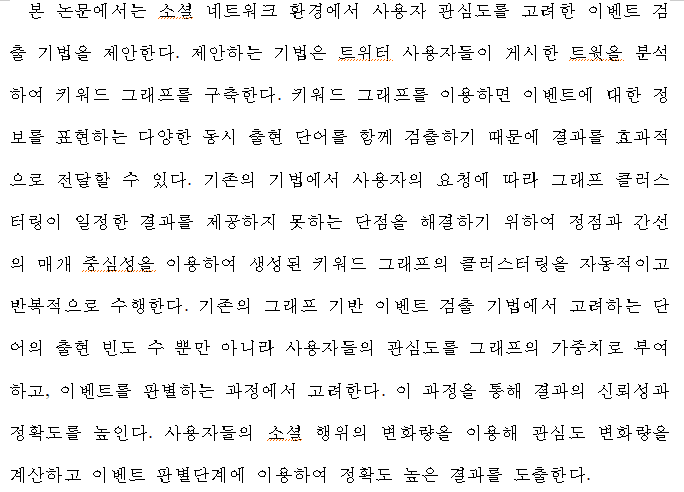 본 논문에서는 소셜 네트워크 환경에서 사용자 관심도를 고려한 이벤트 검
출 기법을 제안한다. 제안하는 기법은 트위터 사용자들이 게시한 트윗을 분석
하여 키워드 그래프를 구축한다. 키워드 그래프를 이용하면 이벤트에 대한 정
보를 표현하는 다양한 동시 출현 단어를 함께 검출하기 때문에 결과를 효과적
으로 전달할 수 있다. 기존의 기법에서 사용자의 요청에 따라 그래프 클러스
터링이 일정한 결과를 제공하지 못하는 단점을 해결하기 위하여 정점과 간선
의 매개 중심성을 이용하여 생성된 키워드 그래프의 클러스터링을 자동적이고
반복적으로 수행한다. 기존의 그래프 기반 이벤트 검출 기법에서 고려하는 단
어의 출현 빈도 수 뿐만 아니라 사용자들의 관심도를 그래프의 가중치로 부여
하고, 이벤트를 판별하는 과정에서 고려한다. 이 과정을 통해 결과의 신뢰성과
정확도를 높인다. 사용자들의 소셜 행위의 변화량을 이용해 관심도 변화량을
계산하고 이벤트 판별단계에 이용하여 정확도 높은 결과를 도출한다.